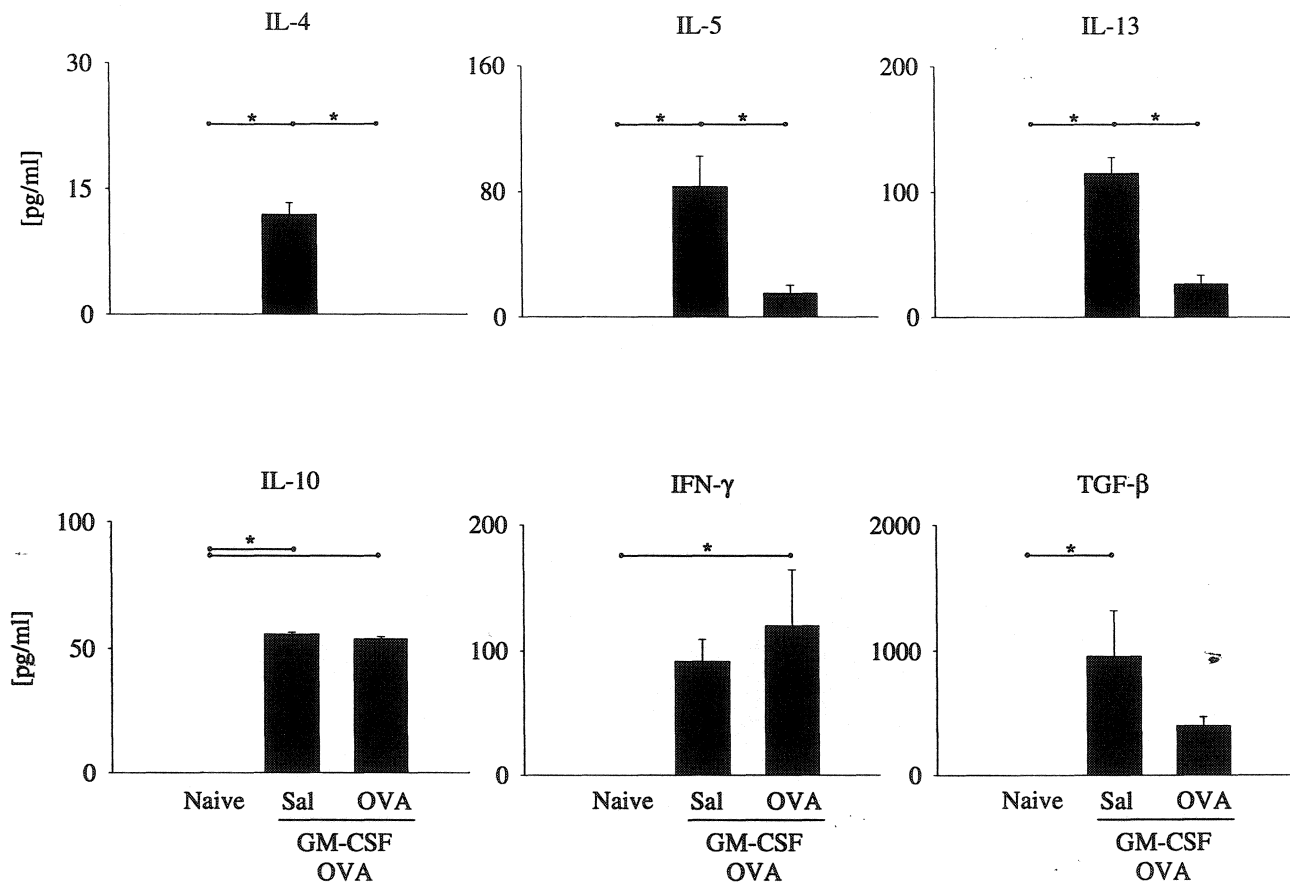 IL-4 IL-5 IL-13
30 160 200
* * * * * *
[pg/ml] 15 80 100
0 0 0
IL-10 IFN-γ TGF-β
100 200 2000
* * *
[pg/ml] 50 100 1000
0 0 0
Naive Sal OVA Naive Sal OVA Naive Sal OVA
GM-CSF GM-CSF GM-CSF
OVA OVA OVA